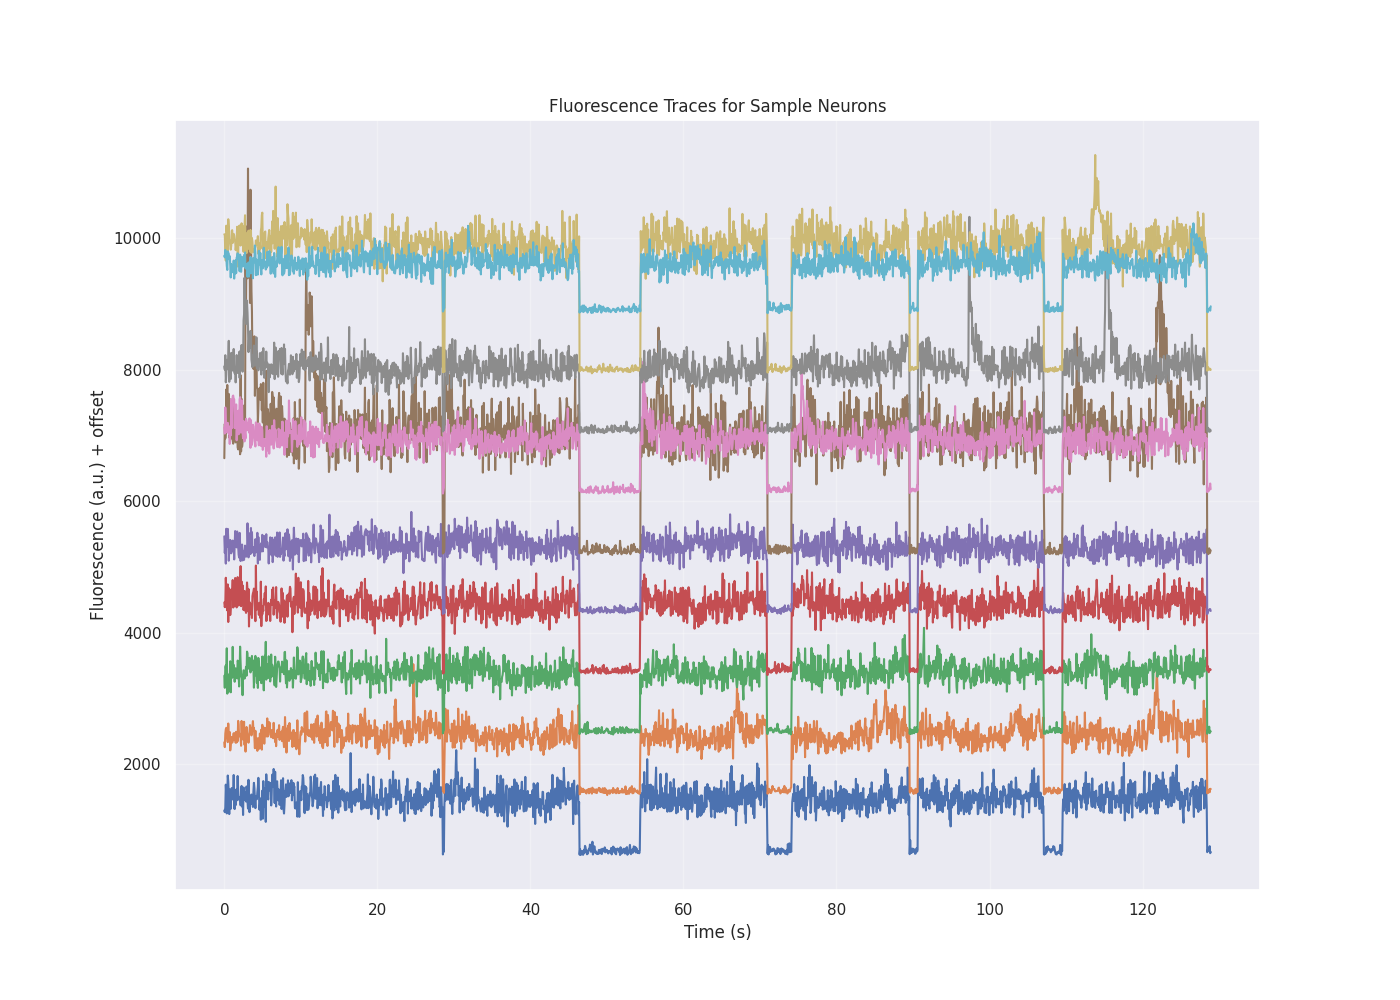 Fluorescence Traces for Sample Neurons
Fluorescence (a.u.) + offset
10000
8000
6000
4000
2000
0 20 40 60 80 100 120
Time (s)